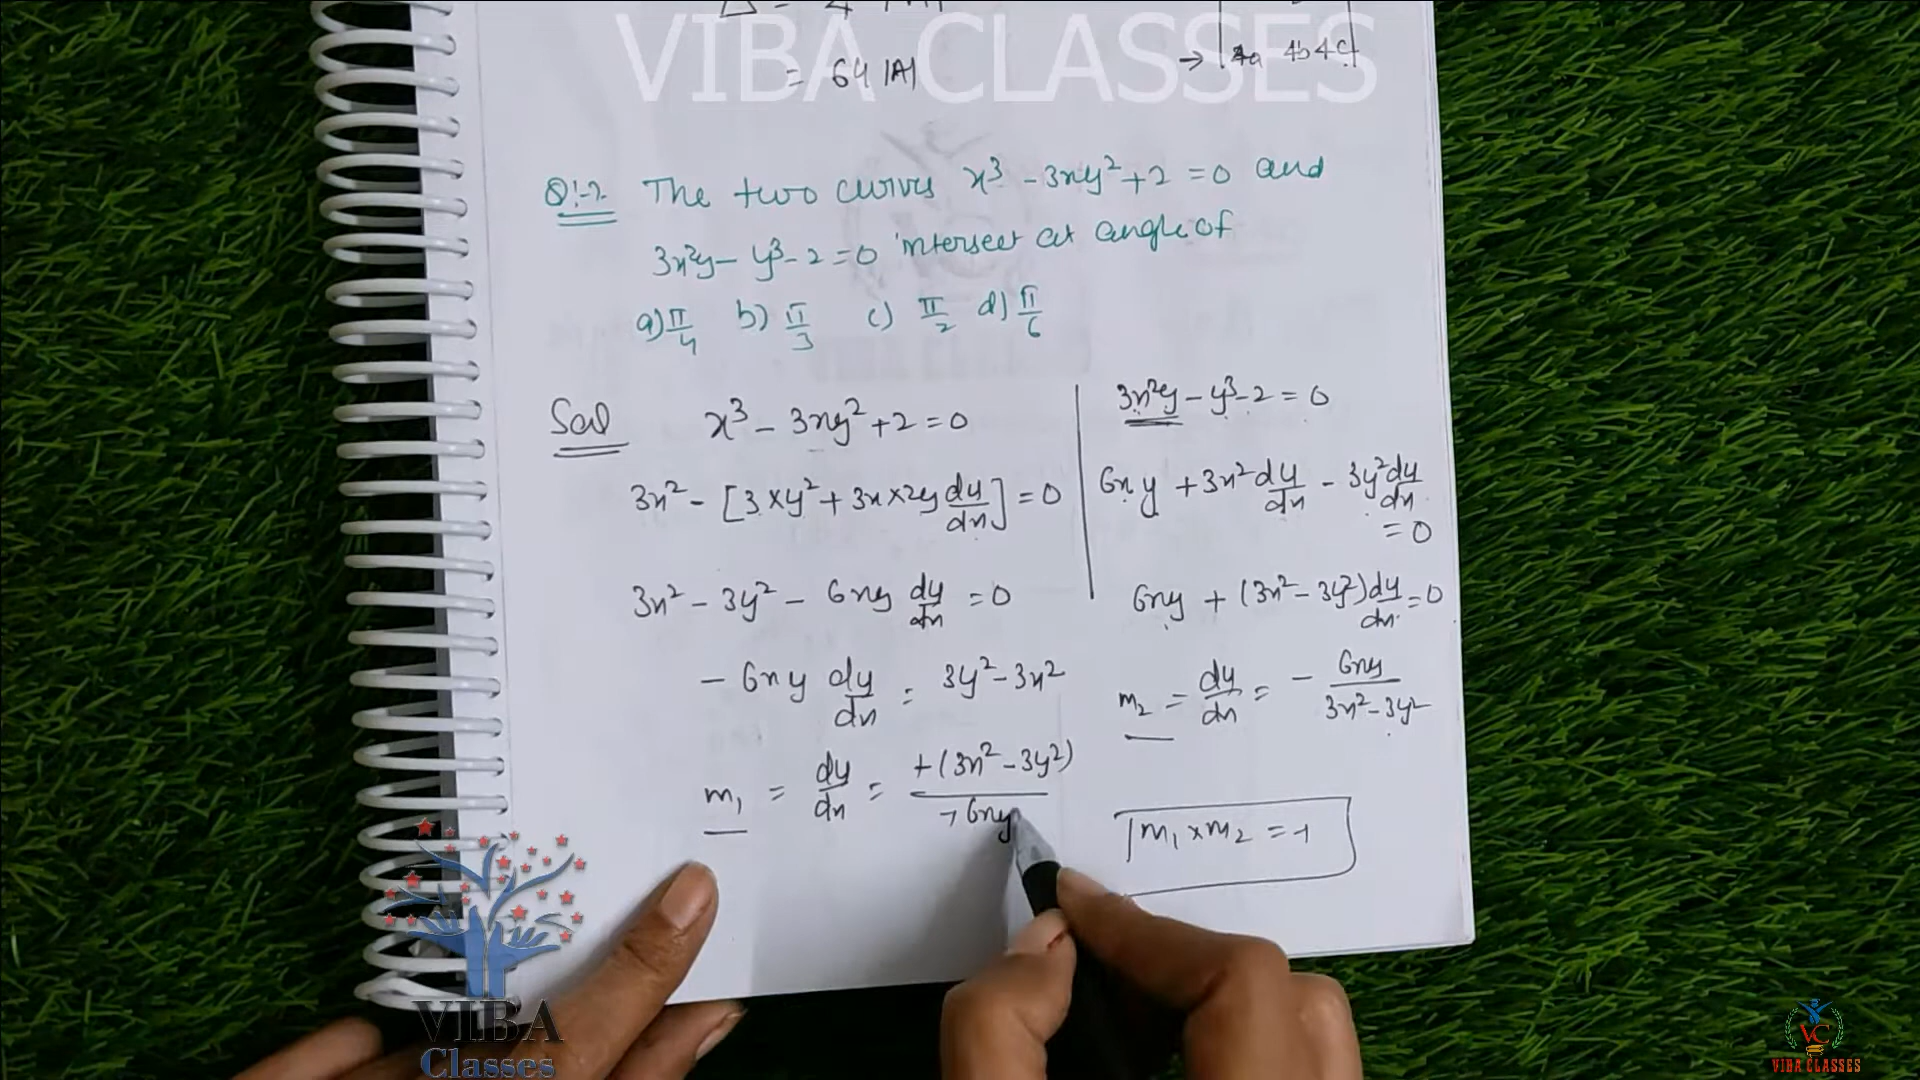 VIBA CLASSES
= 64 |A|
→ 4a 4b 4c
Q:-2 The two curves x³ - 3xy² + 2 = 0 and
3x²y - y³ - 2 = 0 intersect at angle of
a) π/4 b) π/3 c) π/2 d) π/6
Sol x³ - 3xy² + 2 = 0
3x² - [3 × y² + 3x × 2y dy/dx] = 0
3x² - 3y² - 6xy dy/dx = 0
- 6xy dy/dx = 3y² - 3x²
m₁ = dy/dx = +(3x² - 3y²)/+6xy
3x²y - y³ - 2 = 0
6xy + 3x² dy/dx - 3y² dy/dx
= 0
6xy + (3x² - 3y²) dy/dx = 0
m₂ = dy/dx = - 6xy/3x² - 3y²
m₁ × m₂ = -1
VIBA
Classes
VC
VIBA CLASSES